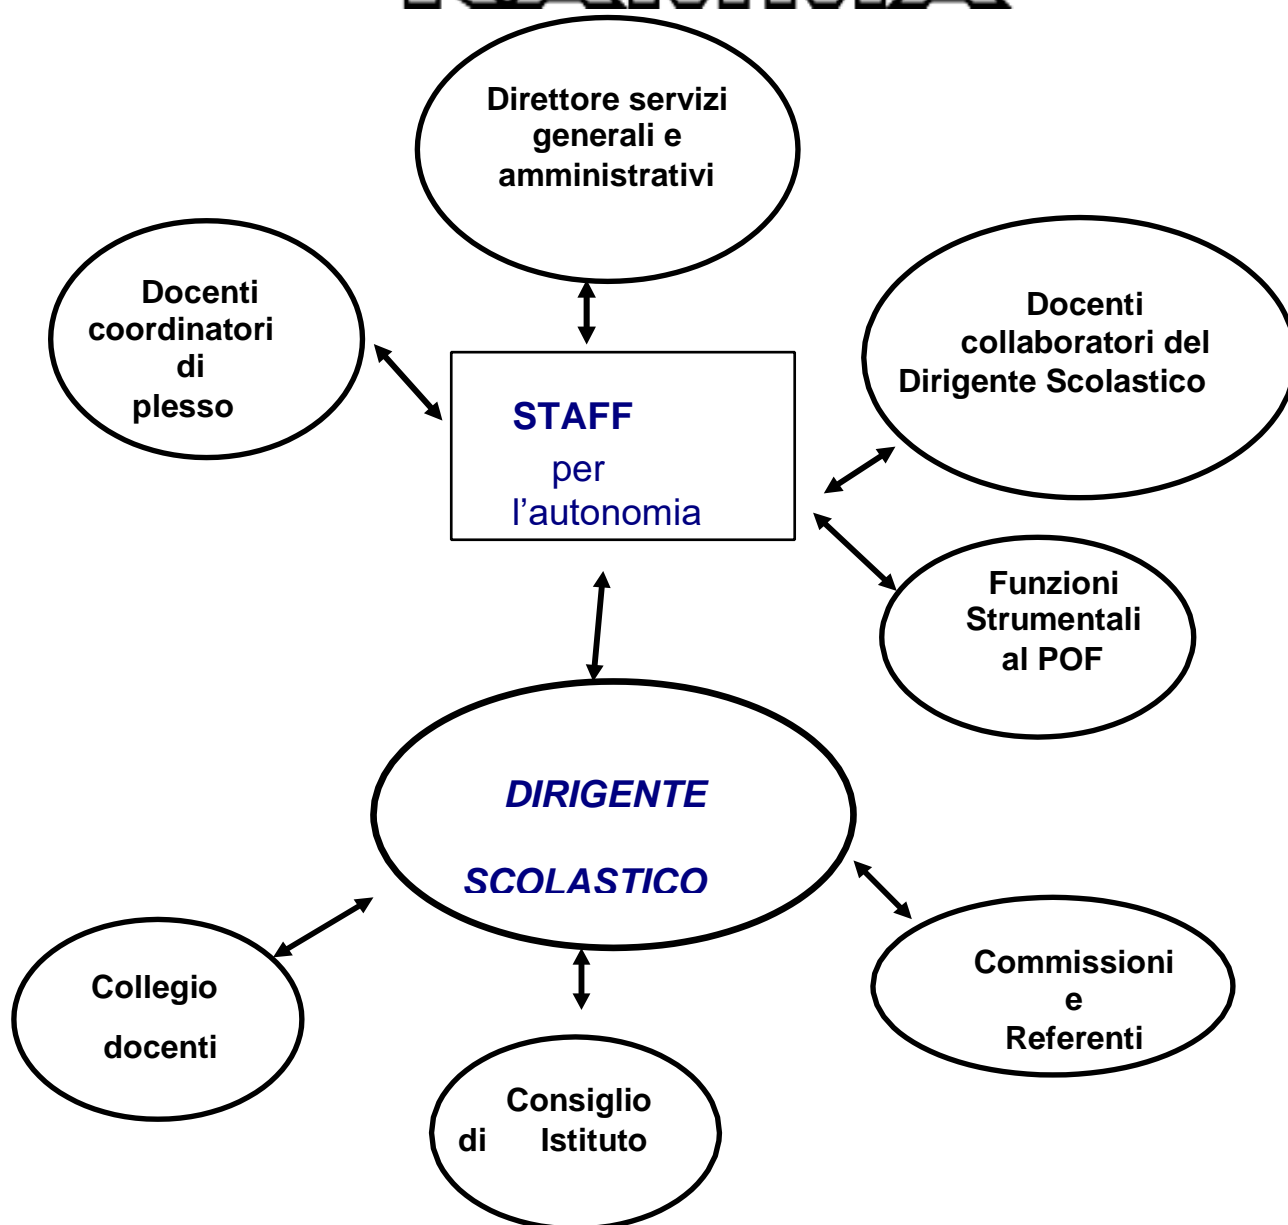 Direttore servizi
generali e
amministrativi
Docenti
coordinatori
di
plesso
Docenti
collaboratori del
Dirigente Scolastico
STAFF
per
l’autonomia
Funzioni
Strumentali
al POF
DIRIGENTE
SCOLASTICO
Collegio
docenti
Commissioni
e
Referenti
Consiglio
di Istituto